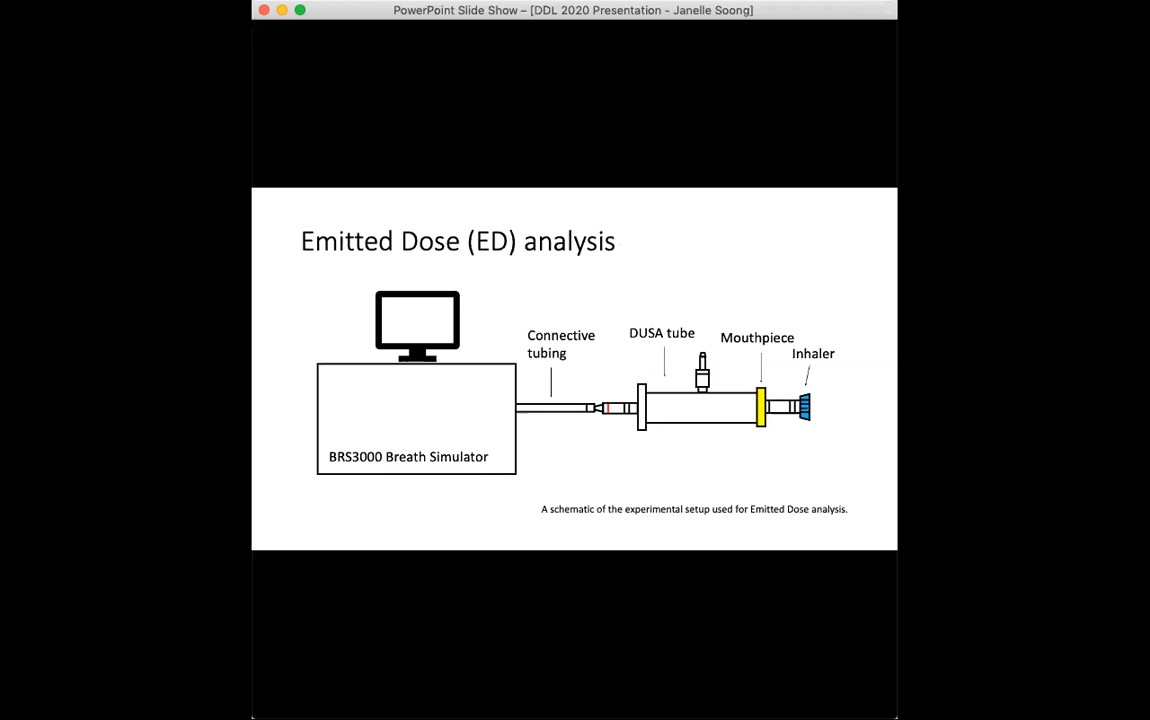 PowerPoint Slide Show – [DDL 2020 Presentation - Janelle Soong]
Emitted Dose (ED) analysis
Connective
tubing
DUSA tube
Mouthpiece
Inhaler
BRS3000 Breath Simulator
A schematic of the experimental setup used for Emitted Dose analysis.